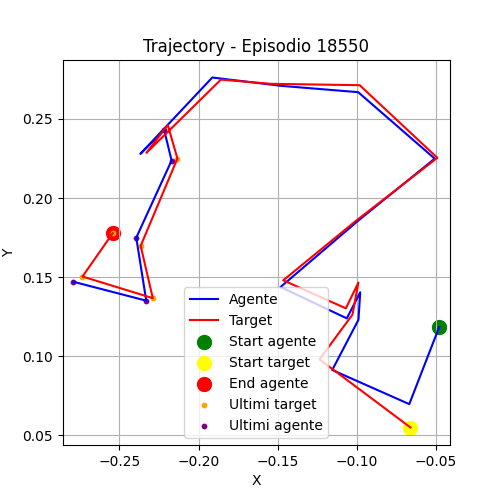 Trajectory - Episodio 18550
Y
0.25
0.20
0.15
0.10
0.05
Agente
Target
Start agente
Start target
End agente
Ultimi target
Ultimi agente
−0.25
−0.20
−0.15
−0.10
−0.05
X